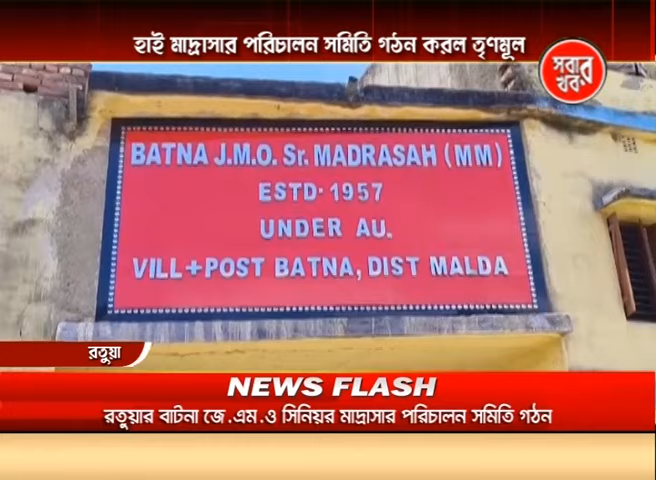 হাই মাদ্রাসার পরিচালন সমিতি গঠন করল তৃণমূল
সবার
খবর
BATNA J.M.O. Sr. MADRASAH (MM)
ESTD· 1957
UNDER AU.
VILL+POST BATNA, DIST MALDA
রতুয়া
NEWS FLASH
রতুয়ার বাটনা জে.এম.ও সিনিয়র মাদ্রাসার পরিচালন সমিতি গঠন